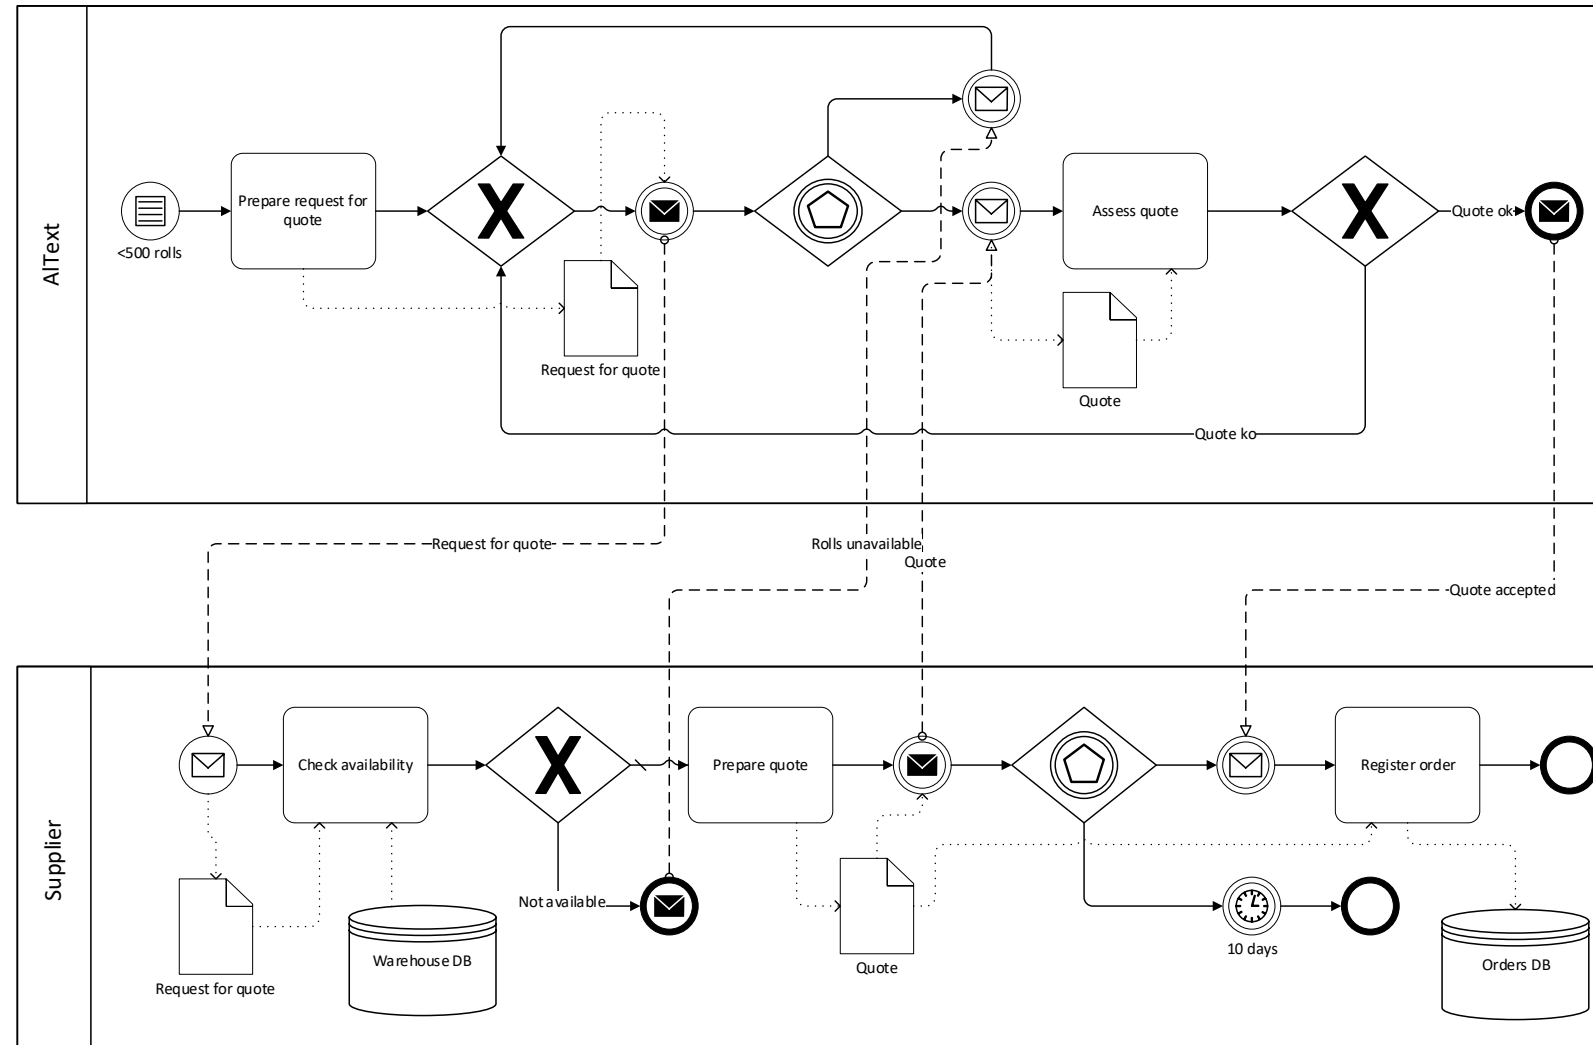 AlText
<500 rolls
Prepare request for
quote
Request for quote
Assess quote
Quote
Quote ok
Quote ko
Request for quote
Rolls unavailable
Quote
Quote accepted
Supplier
Check availability
Request for quote
Warehouse DB
Not available
Prepare quote
Quote
10 days
Register order
Orders DB